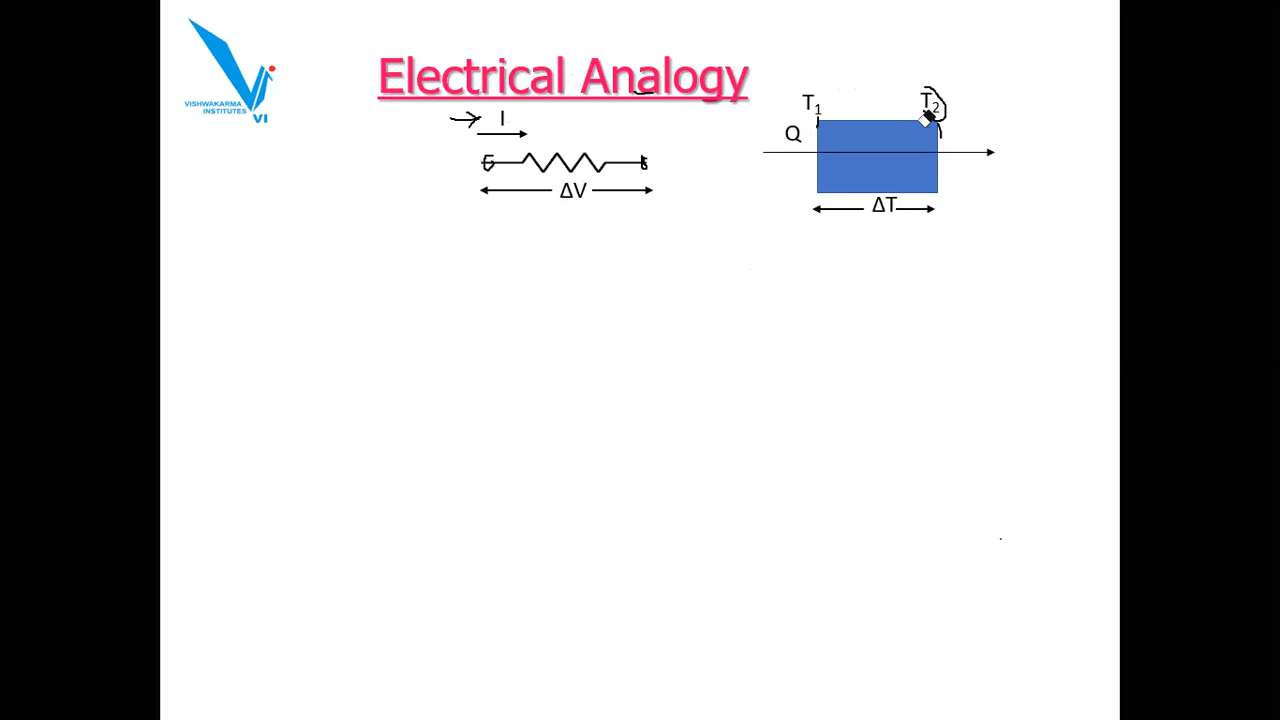 VISHWAKARMA
INSTITUTES
VI
Electrical Analogy
I
ΔV
T₁
T₂
Q
ΔT